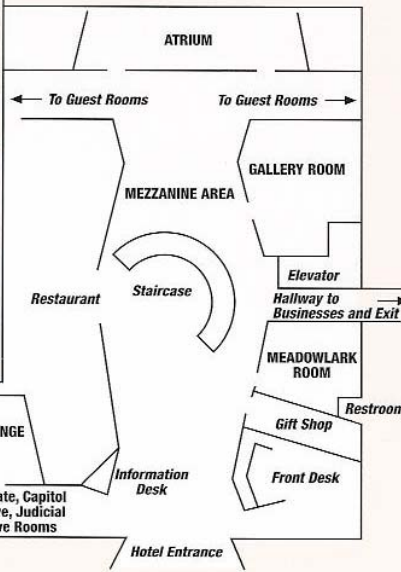 ATRIUM
To Guest Rooms
To Guest Rooms
GALLERY ROOM
MEZZANINE AREA
Elevator
Restaurant
Staircase
Hallway to
Businesses and Exit
MEADOWLARK
ROOM
Restroom
NGE
Gift Shop
Information
Desk
Front Desk
ate, Capitol
ve, Judicial
ve Rooms
Hotel Entrance